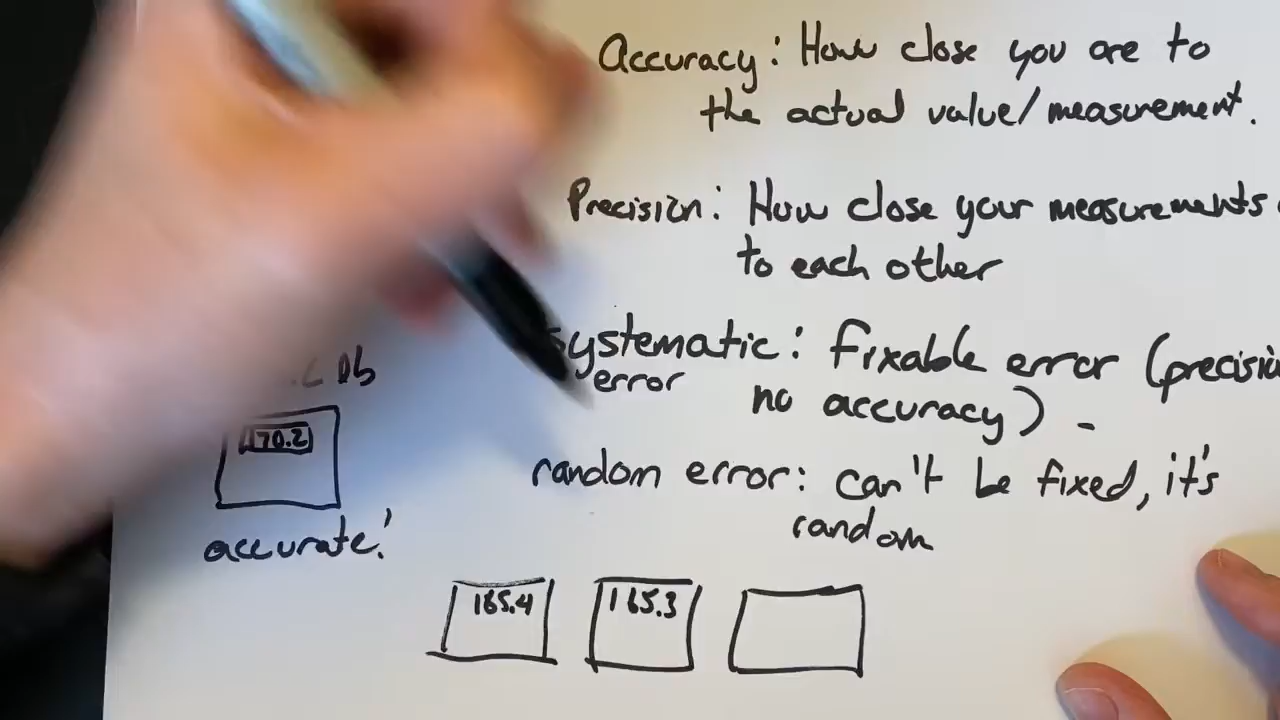 Accuracy: How close you are to
the actual value/measurement.
Precision: How close your measurements
to each other
Systematic: fixable error (precision
error no accuracy) -
random error: can't be fixed, it's
random
lb
170.2
accurate!
165.4 165.3